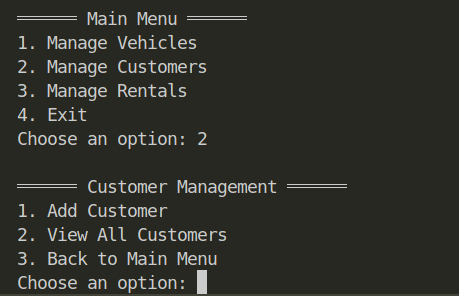 ══════ Main Menu ══════
1. Manage Vehicles
2. Manage Customers
3. Manage Rentals
4. Exit
Choose an option: 2
══════ Customer Management ══════
1. Add Customer
2. View All Customers
3. Back to Main Menu
Choose an option: